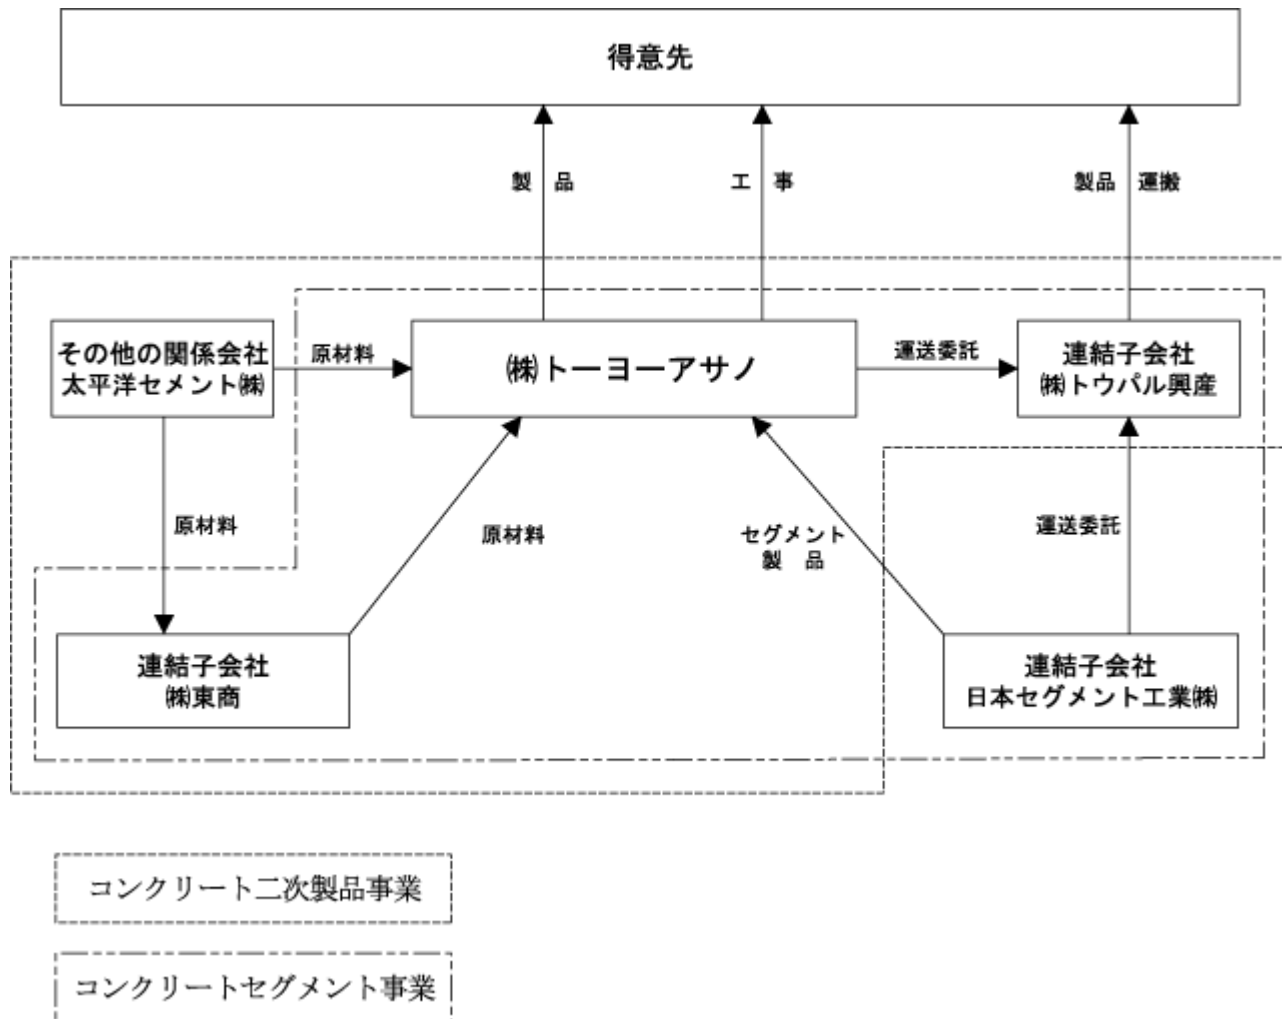 得意先
製　品
工　事
製品　運搬
その他の関係会社
太平洋セメント㈱
原材料
㈱トーヨーアサノ
運送委託
連結子会社
㈱トウパル興産
原材料
原材料
セグメント
製　品
運送委託
連結子会社
㈱東商
連結子会社
日本セグメント工業㈱
コンクリート二次製品事業
コンクリートセグメント事業